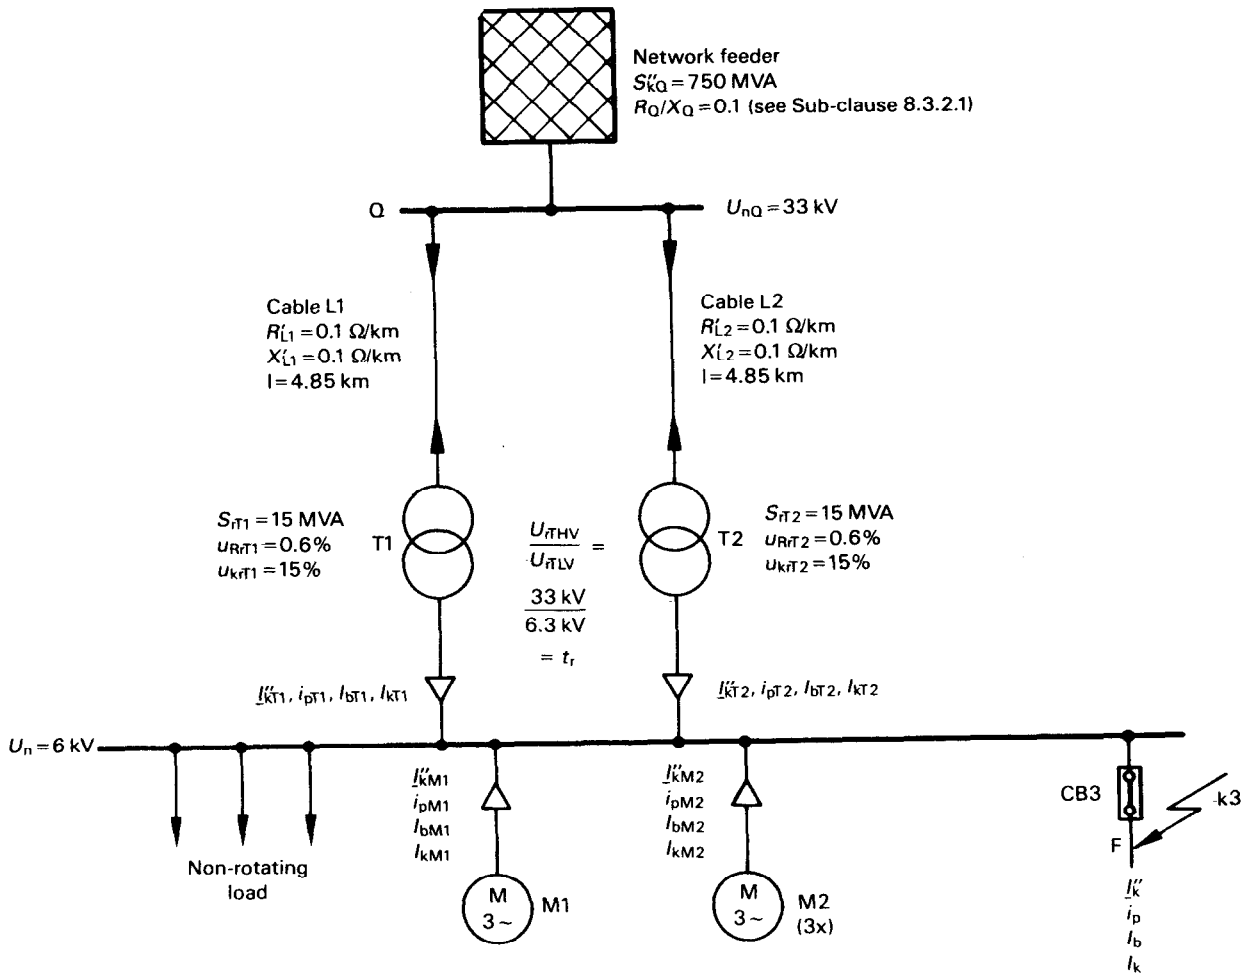 Network feeder
S″kQ = 750 MVA
RQ/XQ = 0.1 (see Sub-clause 8.3.2.1)
Q
UnQ = 33 kV
Cable L1
R′L1 = 0.1 Ω/km
X′L1 = 0.1 Ω/km
l = 4.85 km
Cable L2
R′L2 = 0.1 Ω/km
X′L2 = 0.1 Ω/km
l = 4.85 km
SrT1 = 15 MVA
uRrT1 = 0.6%
ukrT1 = 15%
T1
UrTHV
UrTLV
=
33 kV
6.3 kV
= tr
T2
SrT2 = 15 MVA
uRrT2 = 0.6%
ukrT2 = 15%
I″kT1, ipT1, IbT1, IkT1
I″kT2, ipT2, IbT2, IkT2
Un = 6 kV
I″kM1
ipM1
IbM1
IkM1
I″kM2
ipM2
IbM2
IkM2
CB3
k3
F
Non-rotating
load
M
3~
M1
M
3~
M2
(3x)
I″k
ip
Ib
Ik